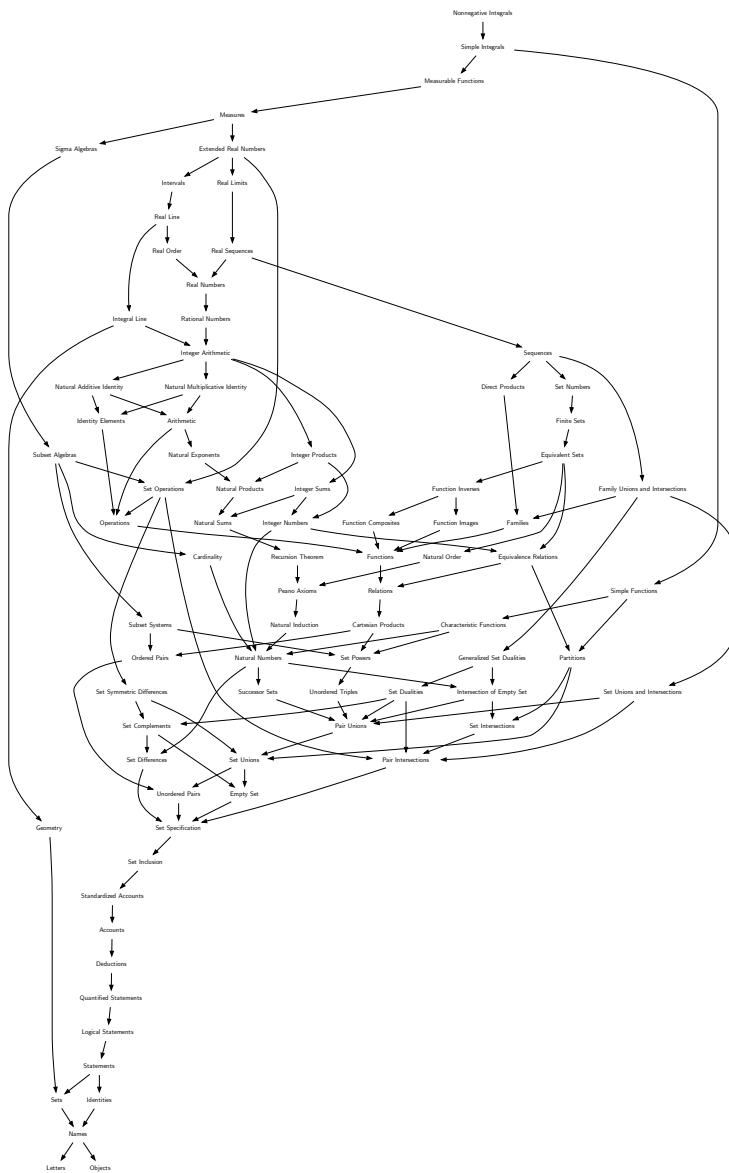 Nonnegative Integrals
Simple Integrals
Measurable Functions
Measures
Sigma Algebras
Extended Real Numbers
Intervals
Real Limits
Real Line
Real Order
Real Sequences
Real Numbers
Integral Line
Rational Numbers
Integer Arithmetic
Sequences
Natural Additive Identity
Natural Multiplicative Identity
Direct Products
Set Numbers
Identity Elements
Arithmetic
Finite Sets
Subset Algebras
Natural Exponents
Integer Products
Equivalent Sets
Set Operations
Natural Products
Integer Sums
Function Inverses
Family Unions and Intersections
Operations
Natural Sums
Integer Numbers
Function Composites
Function Images
Families
Cardinality
Recursion Theorem
Functions
Natural Order
Equivalence Relations
Peano Axioms
Relations
Simple Functions
Subset Systems
Natural Induction
Cartesian Products
Characteristic Functions
Ordered Pairs
Natural Numbers
Set Powers
Generalized Set Dualities
Partitions
Set Symmetric Differences
Successor Sets
Unordered Triples
Set Dualities
Intersection of Empty Set
Set Unions and Intersections
Set Complements
Pair Unions
Set Intersections
Set Differences
Set Unions
Pair Intersections
Unordered Pairs
Empty Set
Geometry
Set Specification
Set Inclusion
Standardized Accounts
Accounts
Deductions
Quantified Statements
Logical Statements
Statements
Sets
Identities
Names
Letters
Objects